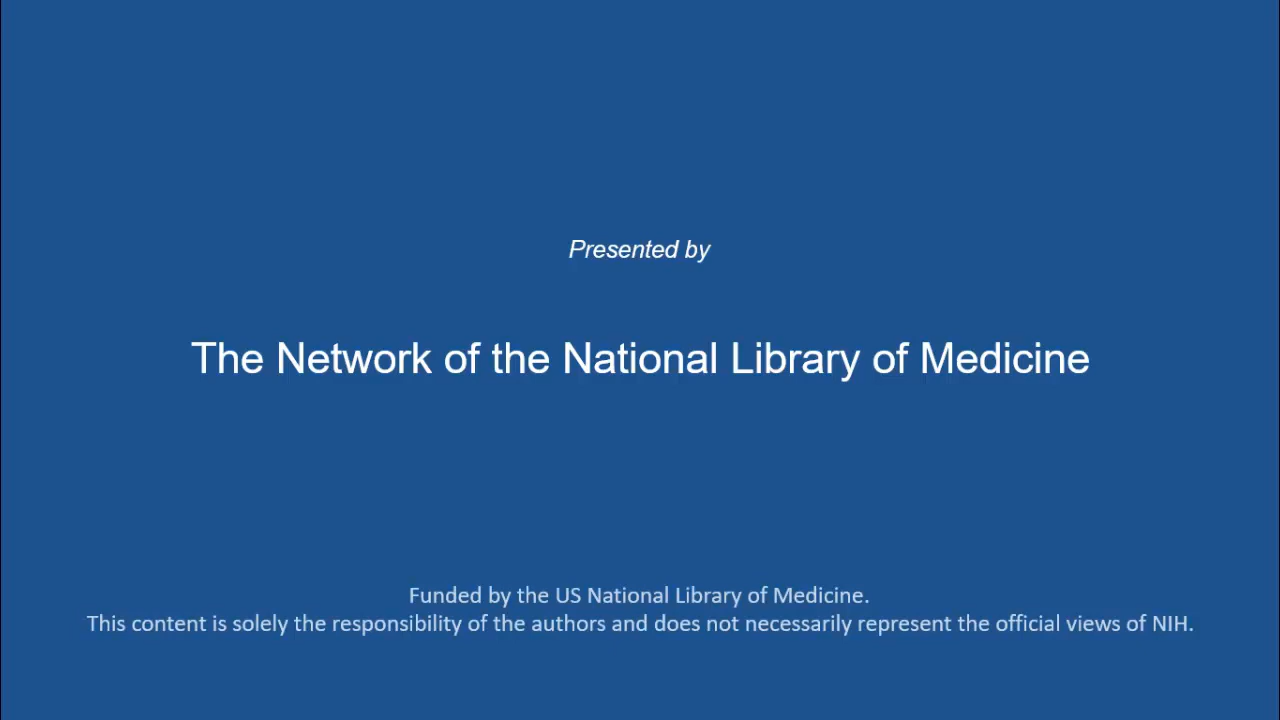 Presented by
The Network of the National Library of Medicine
Funded by the US National Library of Medicine.
This content is solely the responsibility of the authors and does not necessarily represent the official views of NIH.